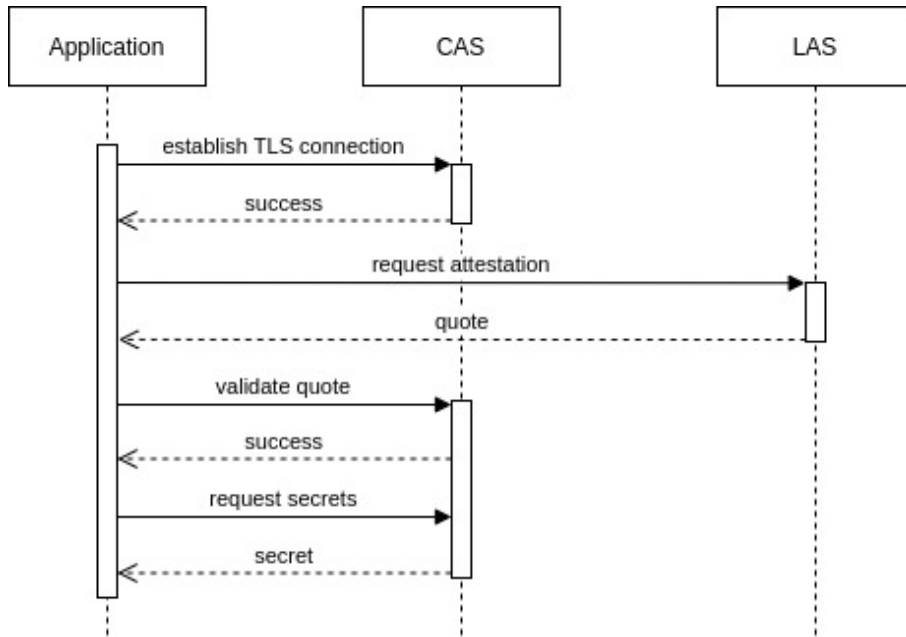 Application
CAS
LAS
establish TLS connection
success
request attestation
quote
validate quote
success
request secrets
secret